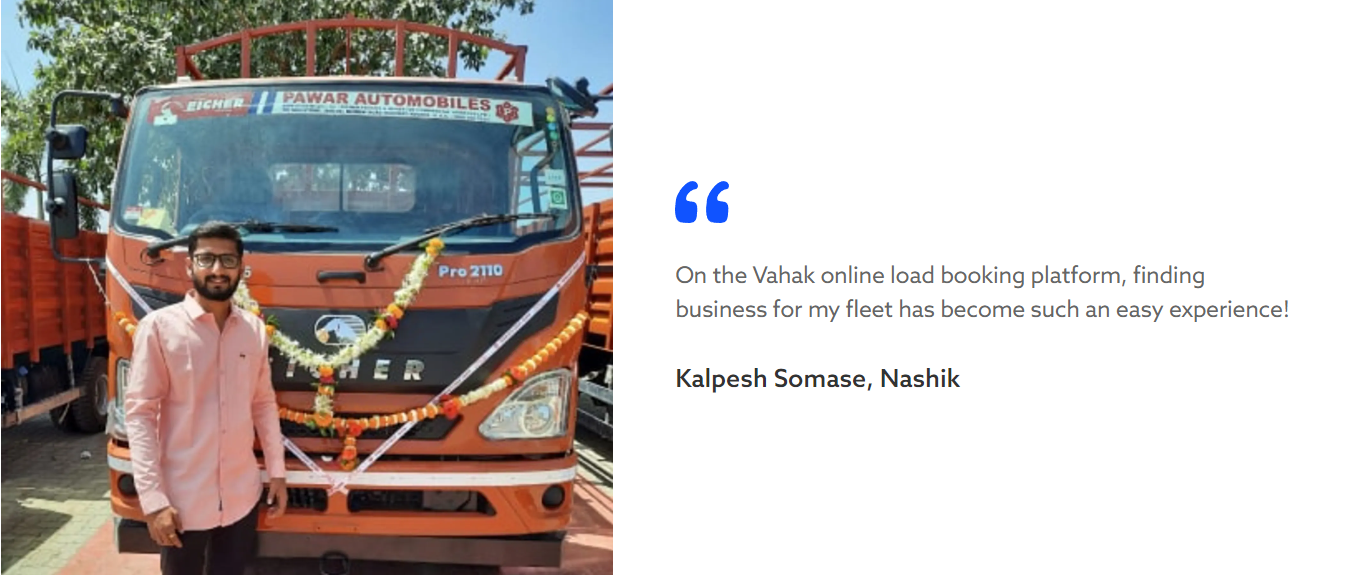 EICHER
PAWAR AUTOMOBILES
Pro 2110
HER
“
On the Vahak online load booking platform, finding
business for my fleet has become such an easy experience!
Kalpesh Somase, Nashik